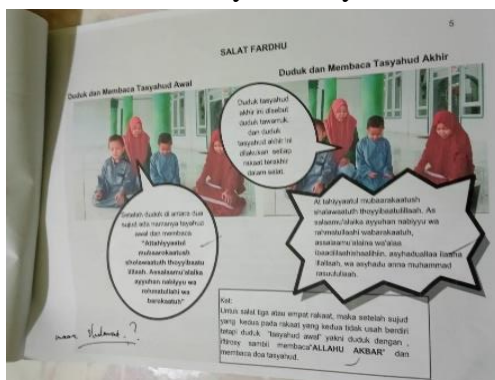 5
SALAT FARDHU
Duduk dan Membaca Tasyahud Awal
Duduk dan Membaca Tasyahud Akhir
Duduk tasyahud
akhir ini disebut
duduk tawarruk,
dan duduk
tasyahud akhir ini
dilakukan setiap
rakaat terakhir
dalam salat.
Setelah duduk di antara dua
sujud ada namanya tayahud
awal dan membaca
"Attahiyyaatul
mubaarokaatush
sholawaatuth thoyyibaatu
lillaah. Assalaamu'alaika
ayyuhan nabiyyu wa
rahmatullahi wa
barokaatuh"
At tahiyyaatul mubaarakaatush
shalawaatuth thoyyibaatulillaah. As
salaamu'alaika ayyuhan nabiyyu wa
rahmatullaahi wabarakaatuh,
assalaamu'alaina wa'alaa
ibaadillaahishaalihiin. asyhaduallaa ilaaha
illallaah, wa asyhadu anna muhammad
rasuulullaah.
Ket:
Untuk salat tiga atau empat rakaat, maka setelah sujud
yang kedua pada rakaat yang kedua tidak usah berdiri
tetapi duduk "tasyahud awal" yakni duduk dengan
iftirosy sambil membaca"ALLAHU AKBAR" dan
membaca doa tasyahud.